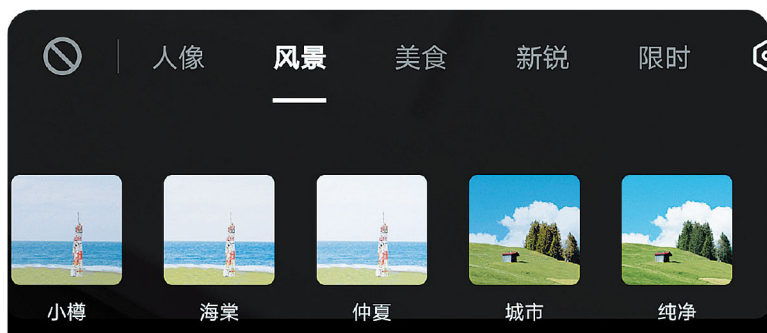 人像 风景 美食 新锐 限时
小樽 海棠 仲夏 城市 纯净